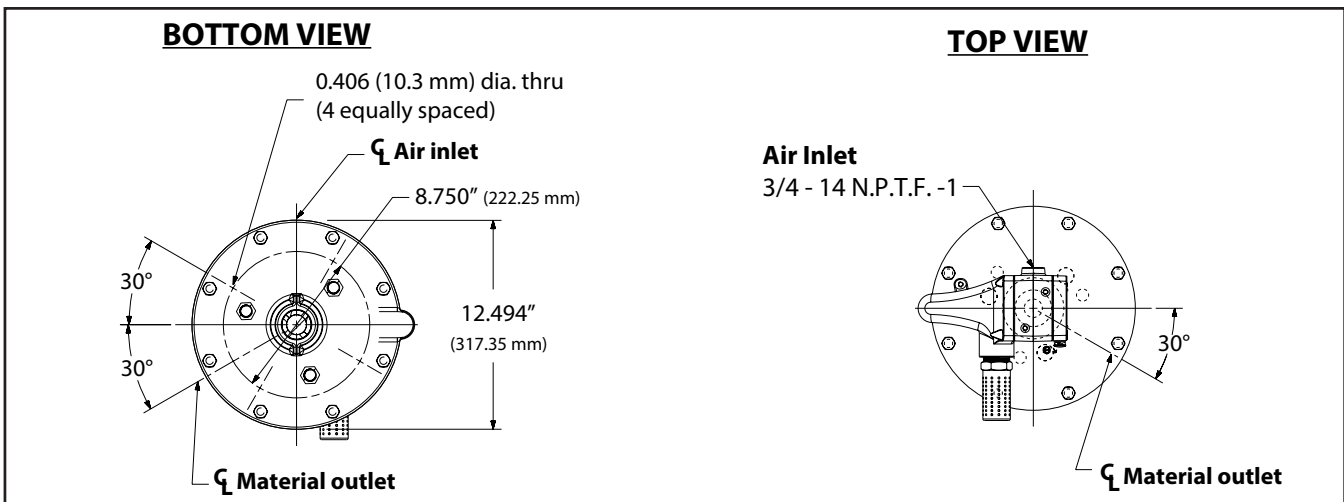 BOTTOM VIEW
0.406 (10.3 mm) dia. thru
(4 equally spaced)
℄ Air inlet
8.750” (222.25 mm)
30°
12.494”
(317.35 mm)
30°
℄ Material outlet
TOP VIEW
Air Inlet
3/4 - 14 N.P.T.F. -1
30°
℄ Material outlet